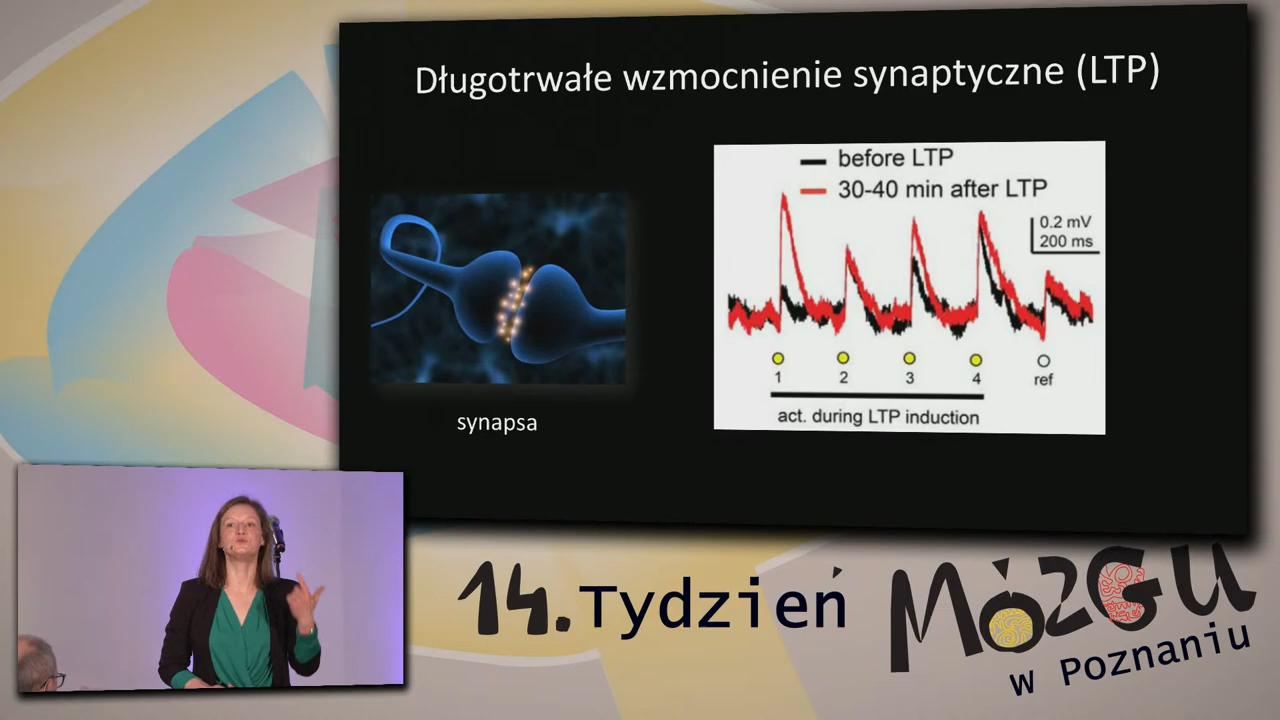 Długotrwałe wzmocnienie synaptyczne (LTP)
before LTP
30-40 min after LTP
0.2 mV
200 ms
1 2 3 4 ref
act. during LTP induction
synapsa
14. Tydzień MÓZGU
w Poznaniu